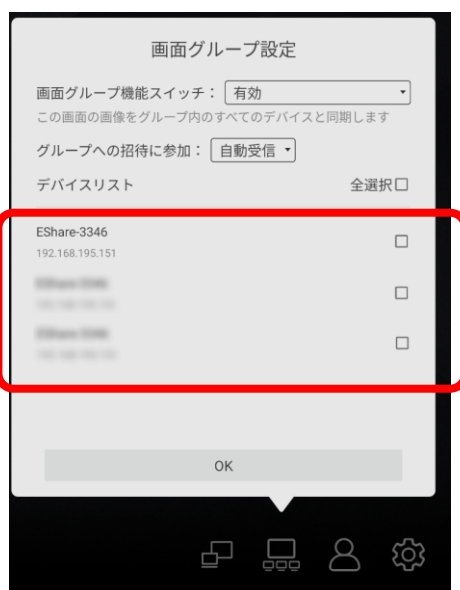 画面グループ設定
画面グループ機能スイッチ： 有効
この画面の画像をグループ内のすべてのデバイスと同期します
グループへの招待に参加： 自動受信
デバイスリスト 全選択
EShare-3346
192.168.195.151
OK